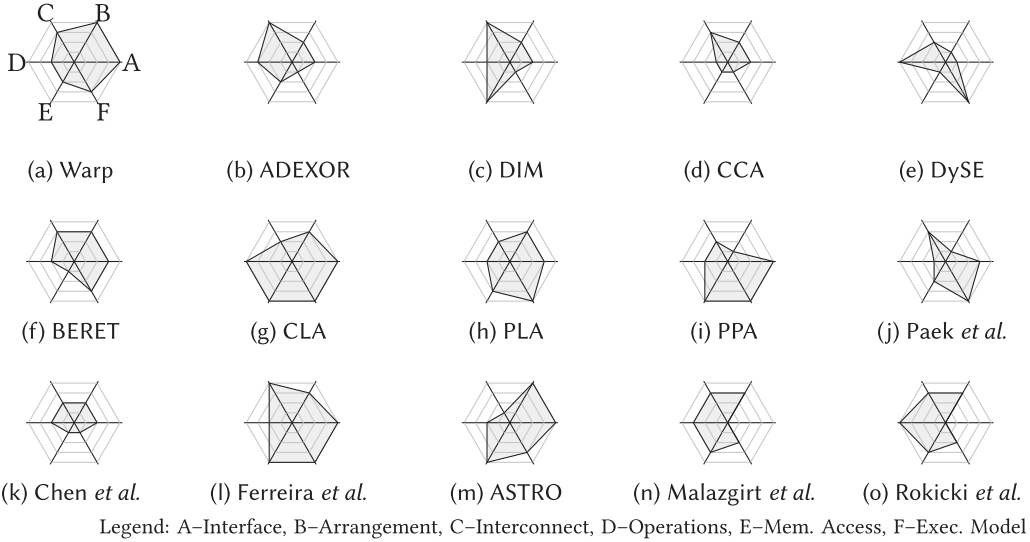 C B
D A
E F
(a) Warp (b) ADEXOR (c) DIM (d) CCA (e) DySE
(f) BERET (g) CLA (h) PLA (i) PPA (j) Paek et al.
(k) Chen et al. (l) Ferreira et al. (m) ASTRO (n) Malazgirt et al. (o) Rokicki et al.
Legend: A–Interface, B–Arrangement, C–Interconnect, D–Operations, E–Mem. Access, F–Exec. Model